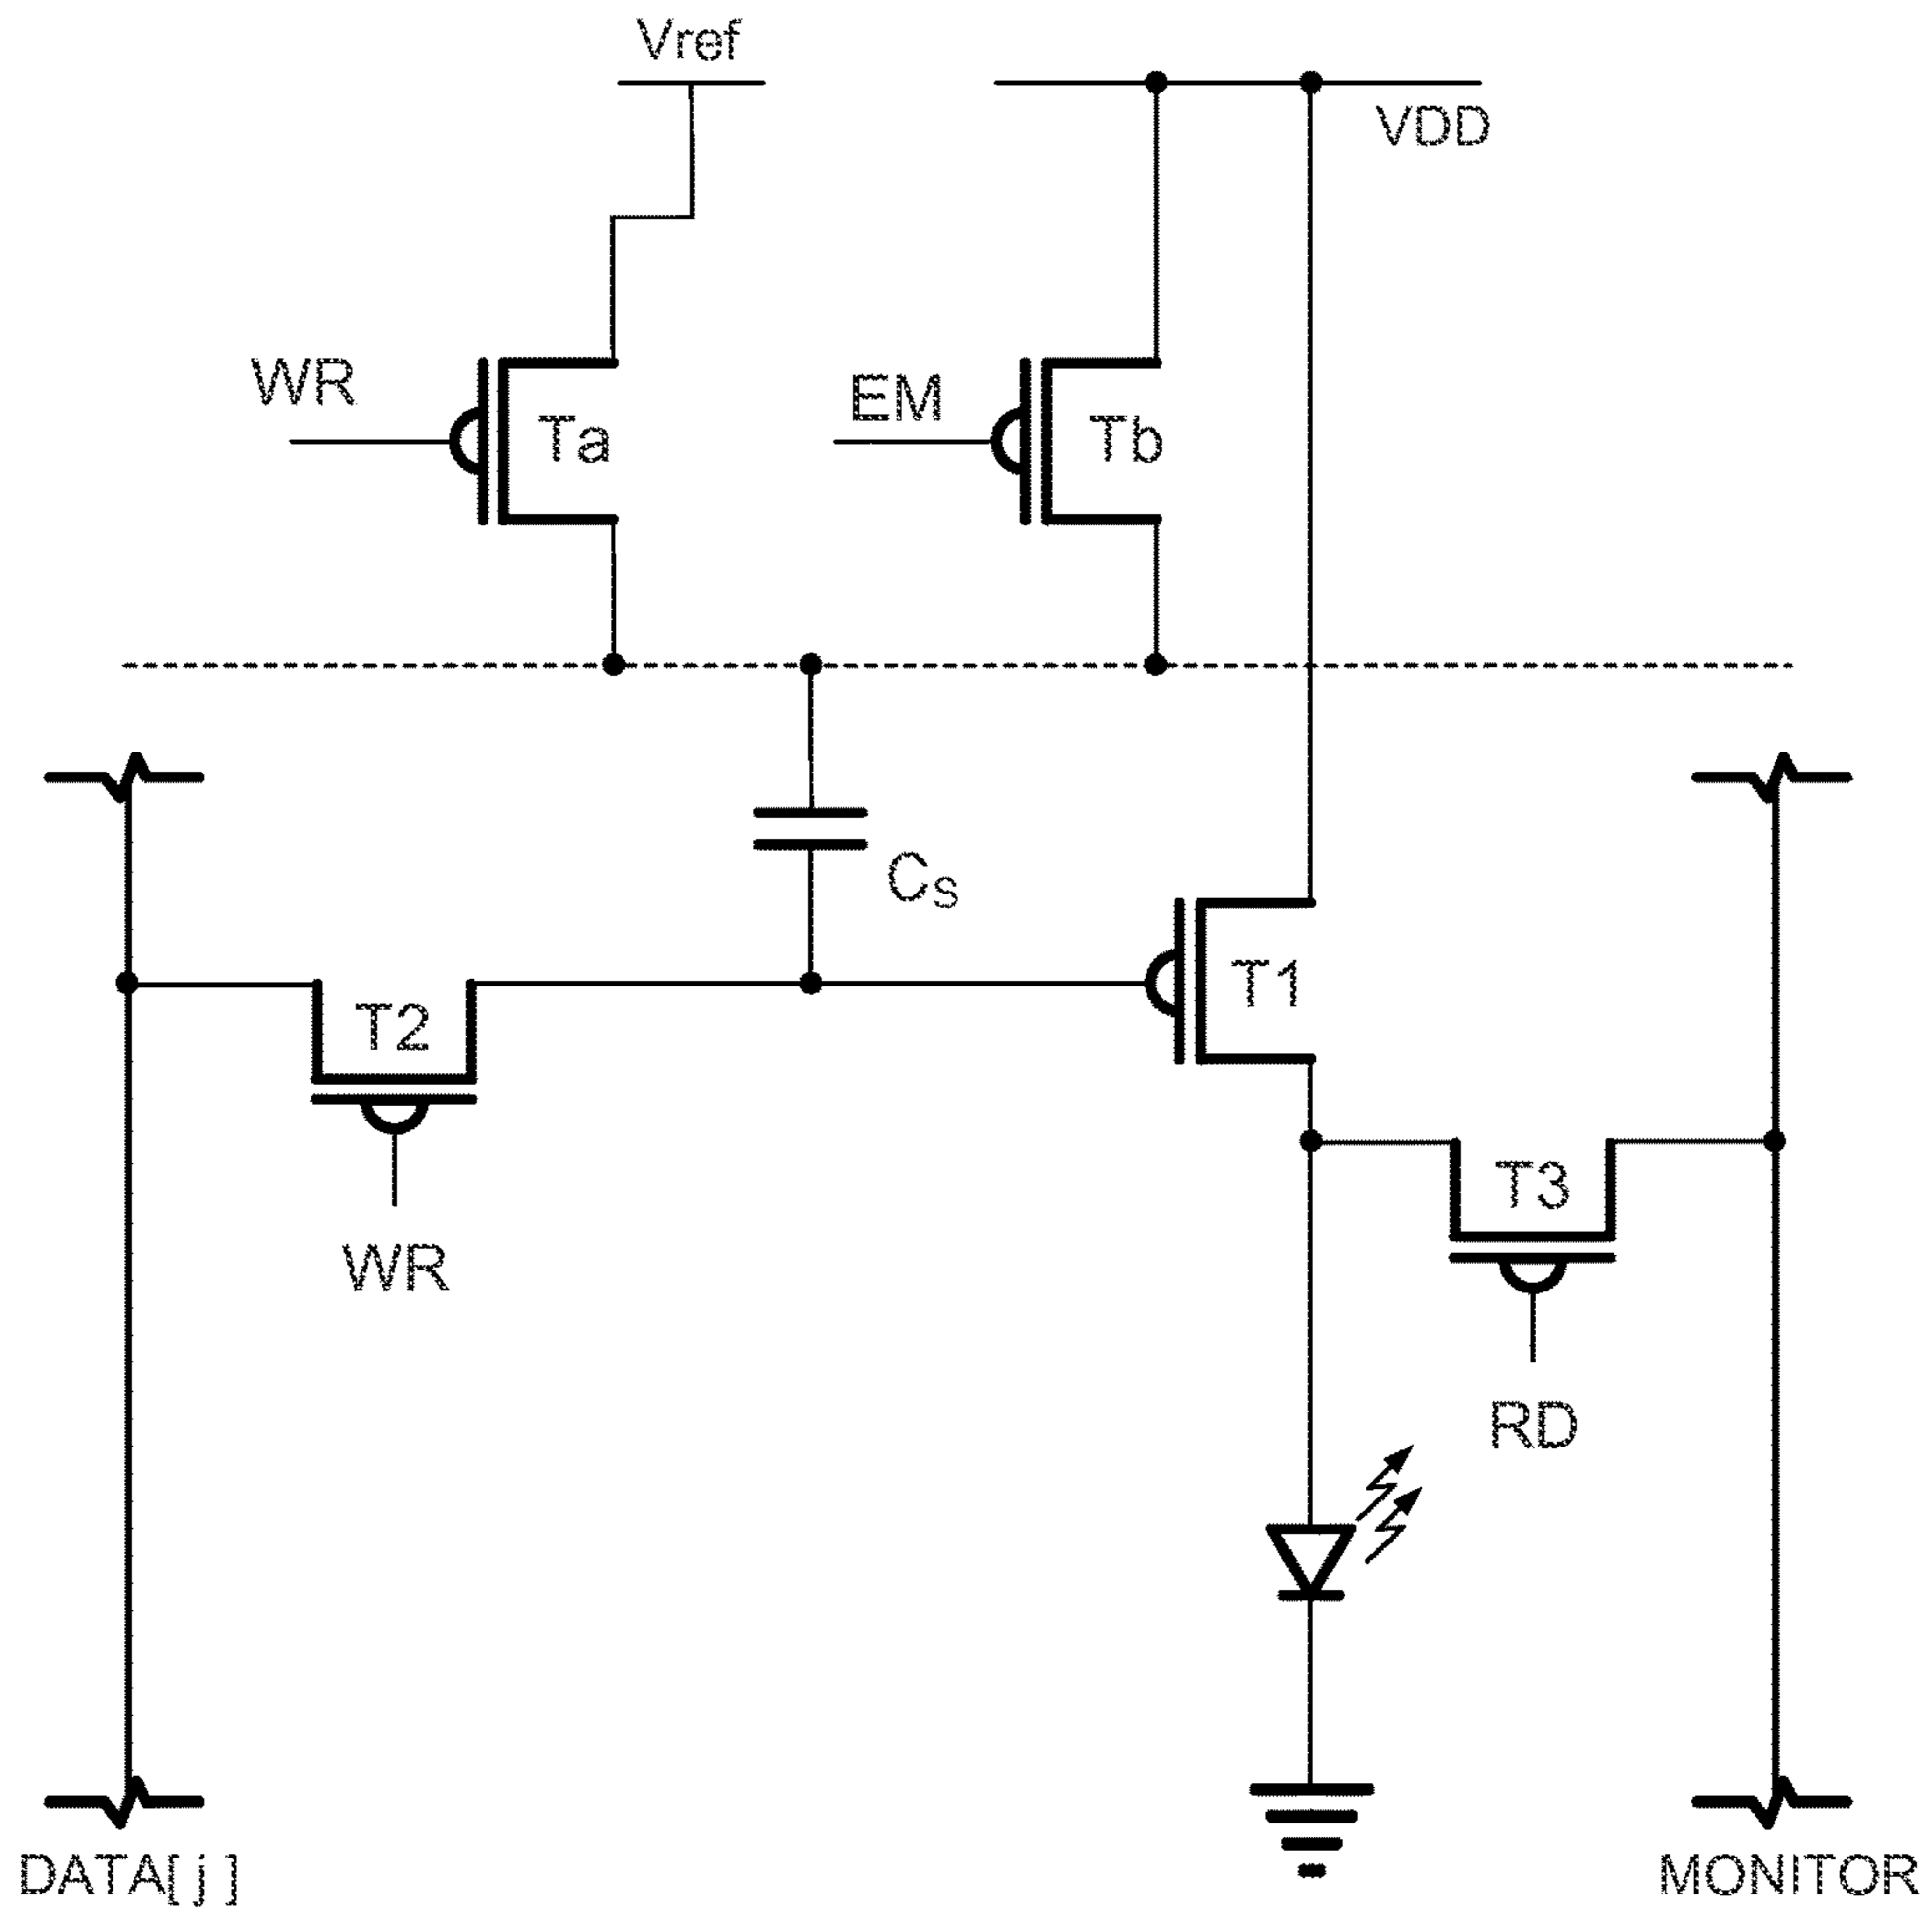 Vref
VDD
WR
Ta
EM
Tb
CS
T1
T2
WR
T3
RD
DATA[ j ]
MONITOR